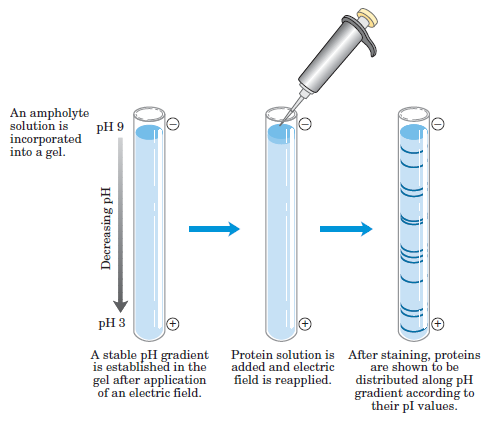 An ampholyte
solution is
incorporated
into a gel.
pH 9
Decreasing pH
pH 3
−
+
−
+
−
+
A stable pH gradient
is established in the
gel after application
of an electric field.
Protein solution is
added and electric
field is reapplied.
After staining, proteins
are shown to be
distributed along pH
gradient according to
their pI values.